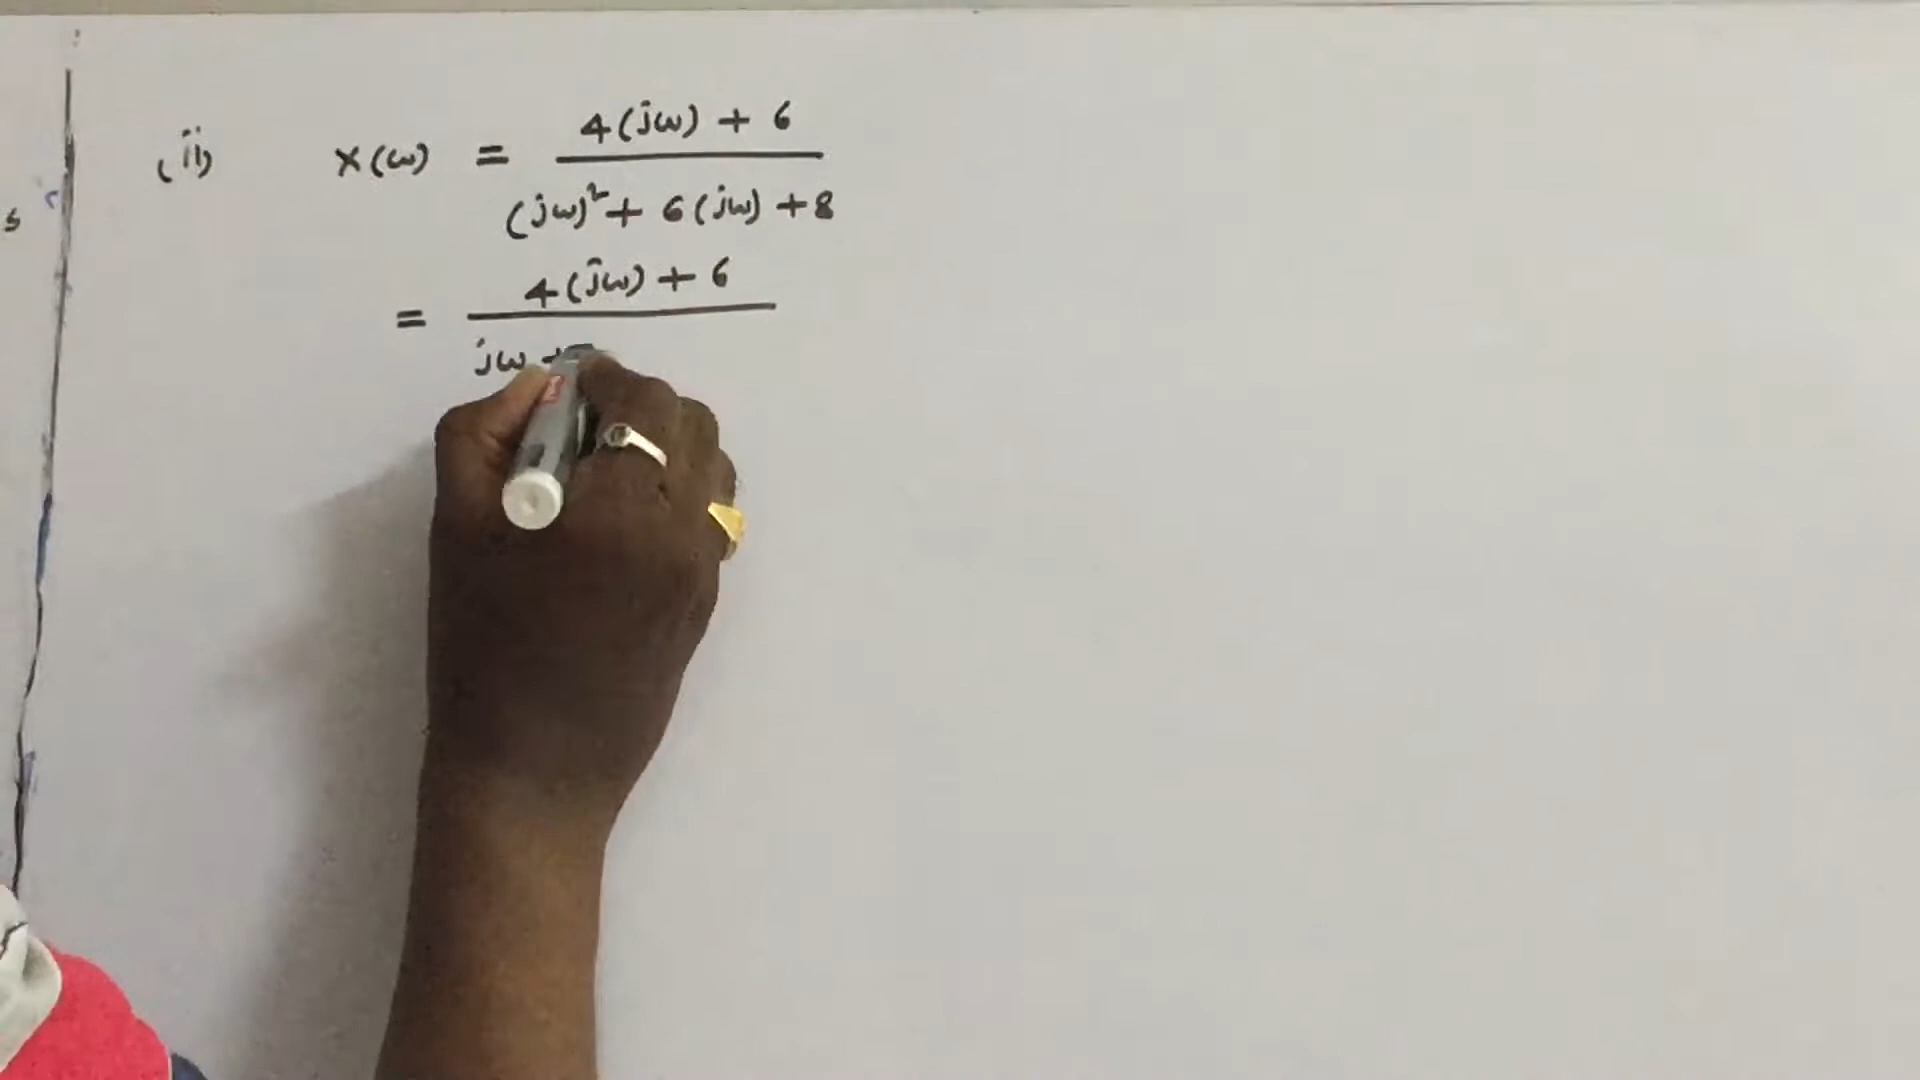 (ii) X(ω) = 4(jω) + 6
(jω)² + 6(jω) + 8
= 4(jω) + 6
jω +